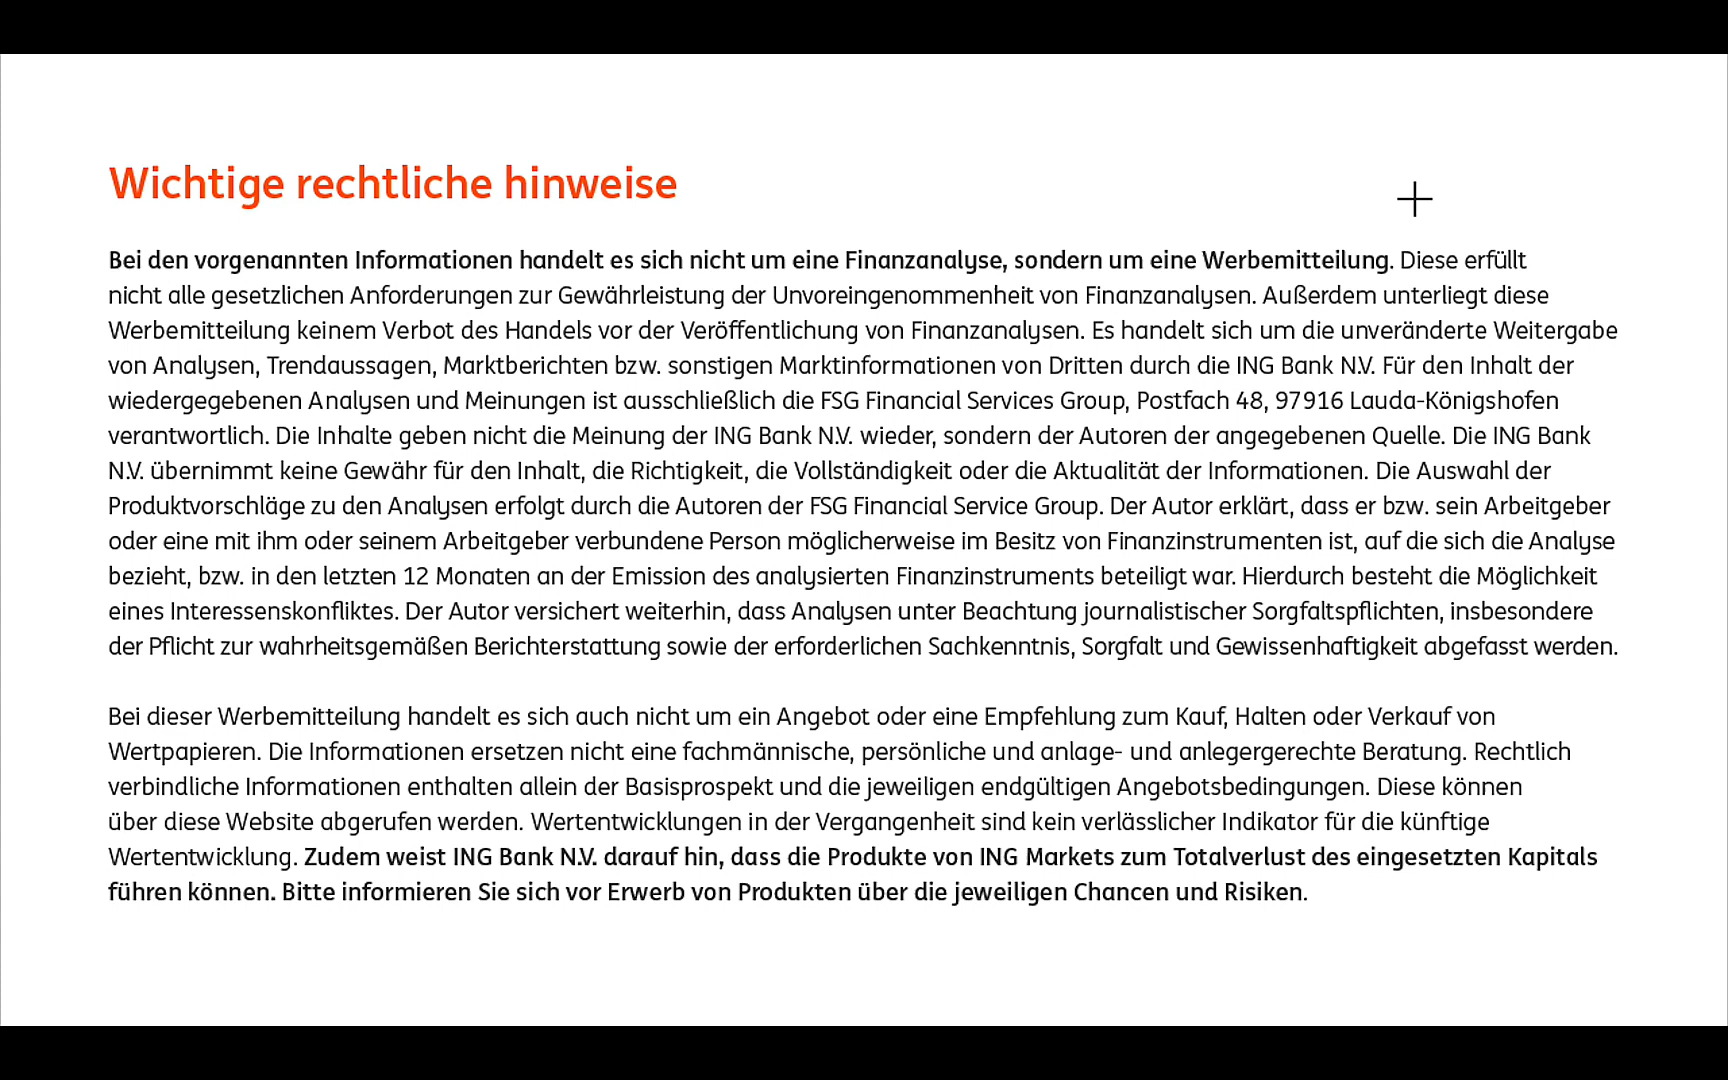 Wichtige rechtliche hinweise
Bei den vorgenannten Informationen handelt es sich nicht um eine Finanzanalyse, sondern um eine Werbemitteilung. Diese erfüllt
nicht alle gesetzlichen Anforderungen zur Gewährleistung der Unvoreingenommenheit von Finanzanalysen. Außerdem unterliegt diese
Werbemitteilung keinem Verbot des Handels vor der Veröffentlichung von Finanzanalysen. Es handelt sich um die unveränderte Weitergabe
von Analysen, Trendaussagen, Marktberichten bzw. sonstigen Marktinformationen von Dritten durch die ING Bank N.V. Für den Inhalt der
wiedergegebenen Analysen und Meinungen ist ausschließlich die FSG Financial Services Group, Postfach 48, 97916 Lauda-Königshofen
verantwortlich. Die Inhalte geben nicht die Meinung der ING Bank N.V. wieder, sondern der Autoren der angegebenen Quelle. Die ING Bank
N.V. übernimmt keine Gewähr für den Inhalt, die Richtigkeit, die Vollständigkeit oder die Aktualität der Informationen. Die Auswahl der
Produktvorschläge zu den Analysen erfolgt durch die Autoren der FSG Financial Service Group. Der Autor erklärt, dass er bzw. sein Arbeitgeber
oder eine mit ihm oder seinem Arbeitgeber verbundene Person möglicherweise im Besitz von Finanzinstrumenten ist, auf die sich die Analyse
bezieht, bzw. in den letzten 12 Monaten an der Emission des analysierten Finanzinstruments beteiligt war. Hierdurch besteht die Möglichkeit
eines Interessenskonfliktes. Der Autor versichert weiterhin, dass Analysen unter Beachtung journalistischer Sorgfaltspflichten, insbesondere
der Pflicht zur wahrheitsgemäßen Berichterstattung sowie der erforderlichen Sachkenntnis, Sorgfalt und Gewissenhaftigkeit abgefasst werden.
Bei dieser Werbemitteilung handelt es sich auch nicht um ein Angebot oder eine Empfehlung zum Kauf, Halten oder Verkauf von
Wertpapieren. Die Informationen ersetzen nicht eine fachmännische, persönliche und anlage- und anlegergerechte Beratung. Rechtlich
verbindliche Informationen enthalten allein der Basisprospekt und die jeweiligen endgültigen Angebotsbedingungen. Diese können
über diese Website abgerufen werden. Wertentwicklungen in der Vergangenheit sind kein verlässlicher Indikator für die künftige
Wertentwicklung. Zudem weist ING Bank N.V. darauf hin, dass die Produkte von ING Markets zum Totalverlust des eingesetzten Kapitals
führen können. Bitte informieren Sie sich vor Erwerb von Produkten über die jeweiligen Chancen und Risiken.